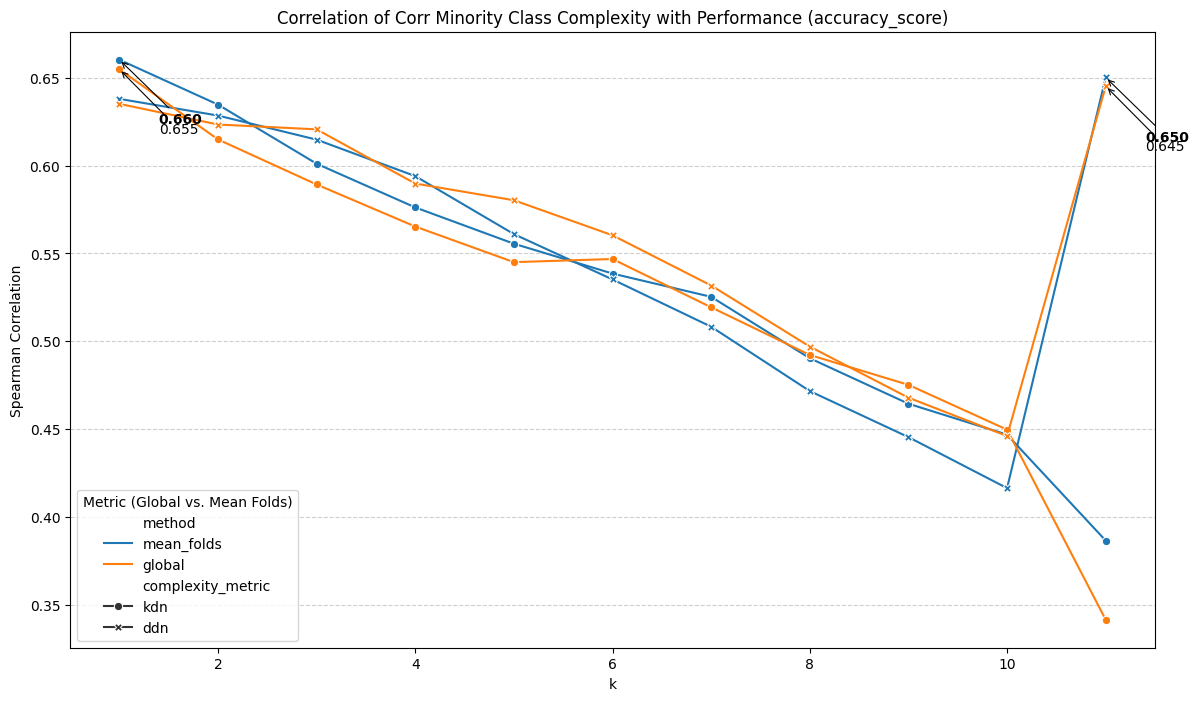 Correlation of Corr Minority Class Complexity with Performance (accuracy_score)
Spearman Correlation
0.65
0.60
0.55
0.50
0.45
0.40
0.35
0.660
0.655
0.650
0.645
Metric (Global vs. Mean Folds)
method
mean_folds
global
complexity_metric
kdn
ddn
2
4
6
8
10
k